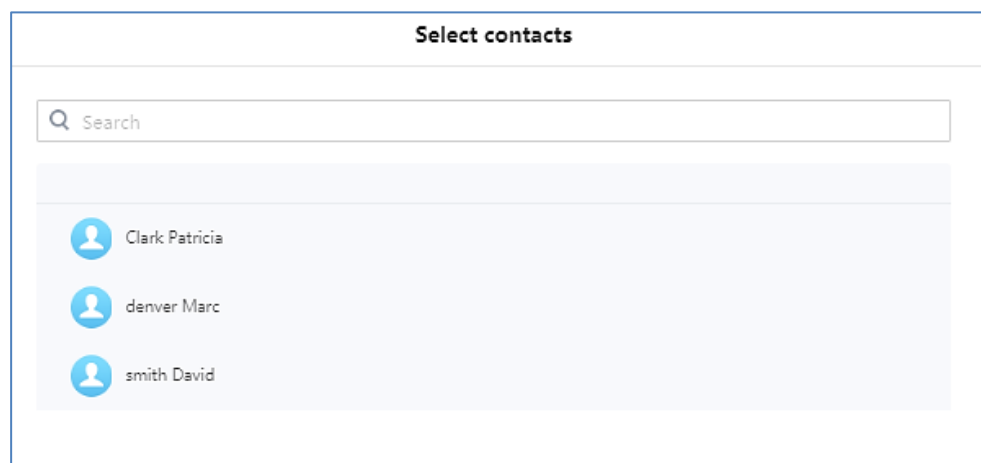 Select contacts
Search
Clark Patricia
denver Marc
smith David